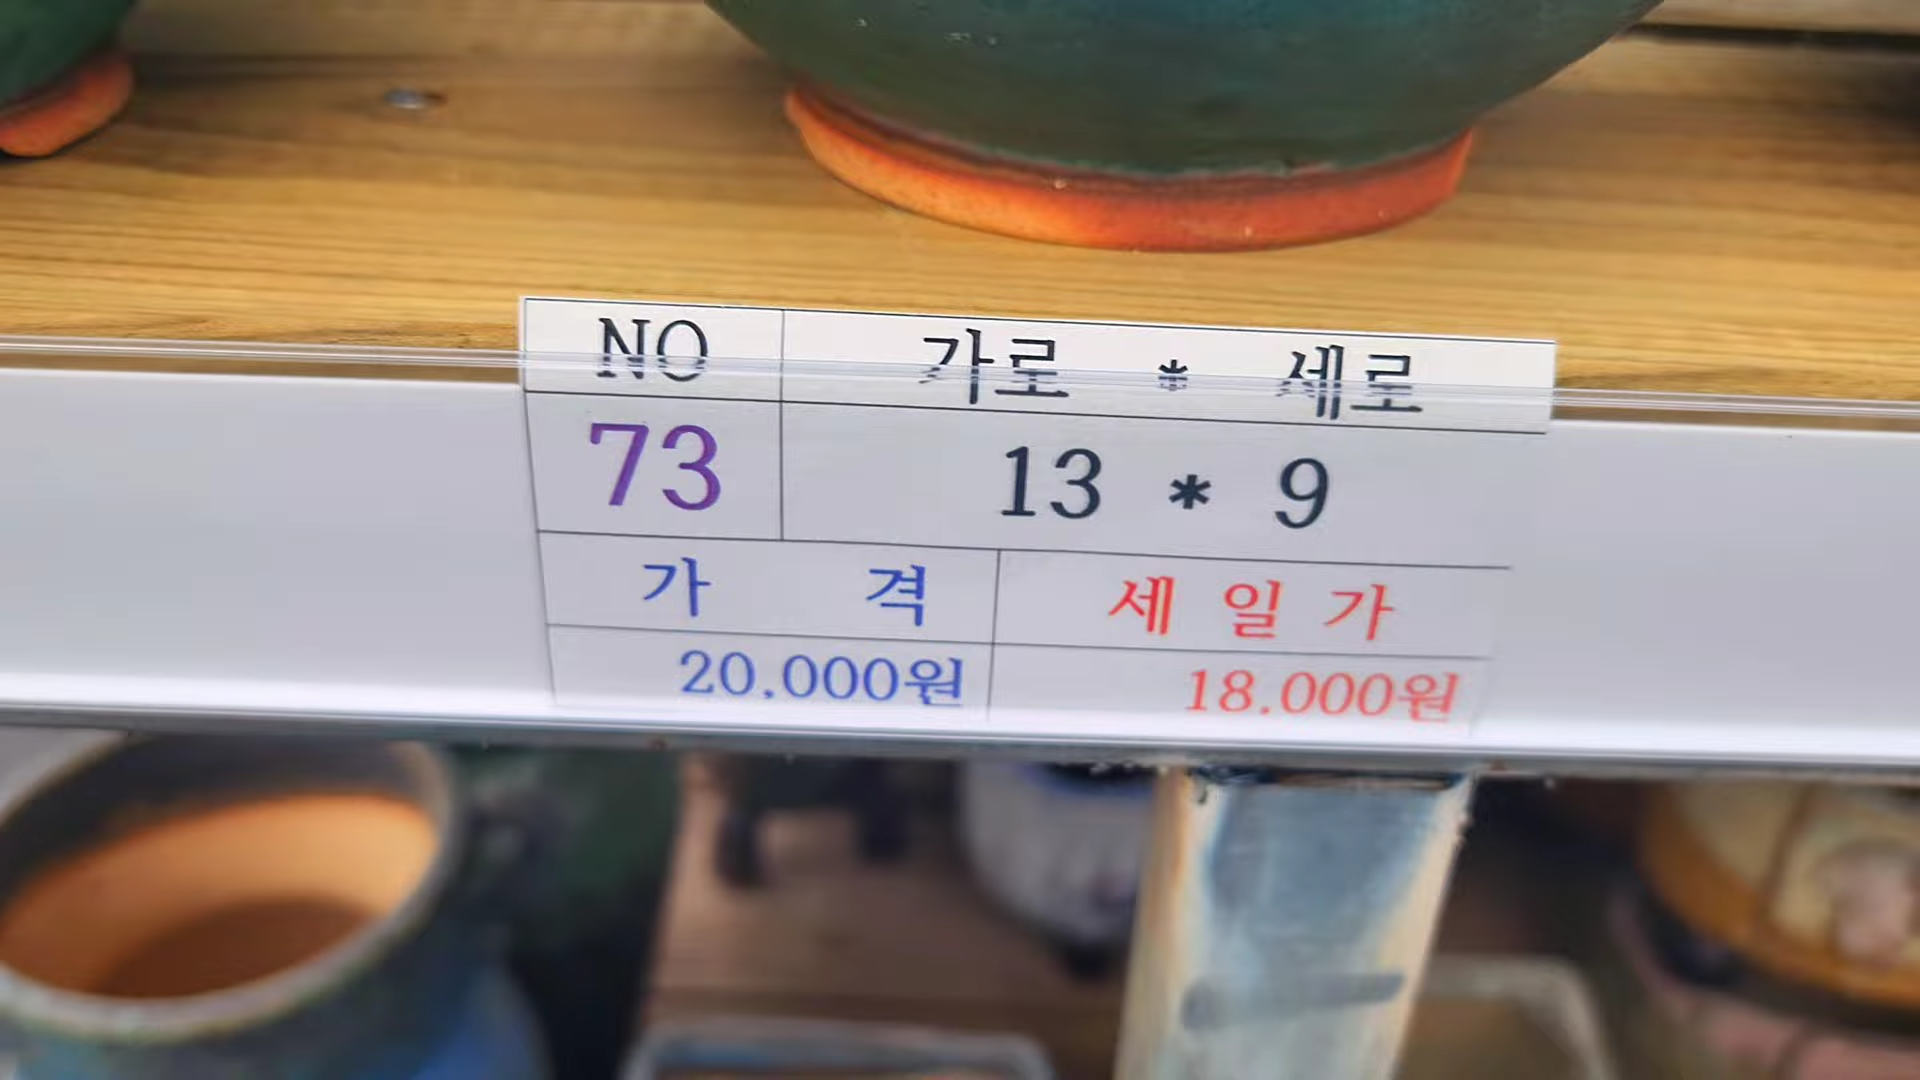 NO 가로 * 세로
73 13 * 9
가 격 세 일 가
20.000원 18.000원